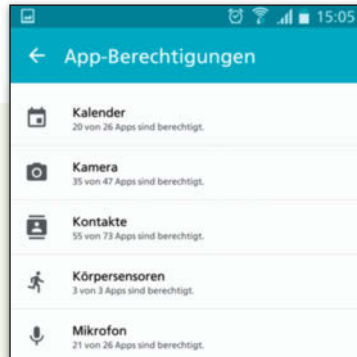 15:05
App-Berechtigungen
Kalender
20 von 26 Apps sind berechtigt.
Kamera
35 von 47 Apps sind berechtigt.
Kontakte
55 von 73 Apps sind berechtigt.
Körpersensoren
3 von 3 Apps sind berechtigt.
Mikrofon
21 von 26 Apps sind berechtigt.